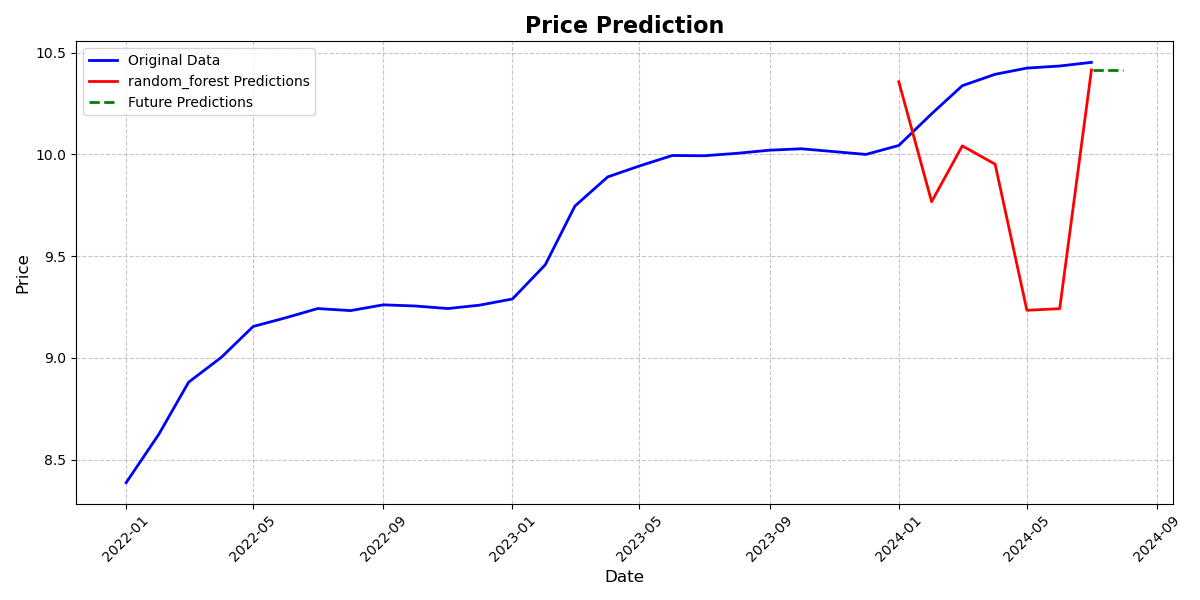 Price Prediction
Original Data
random_forest Predictions
Future Predictions
Price
10.5
10.0
9.5
9.0
8.5
2022-01
2022-05
2022-09
2023-01
2023-05
2023-09
2024-01
2024-05
2024-09
Date